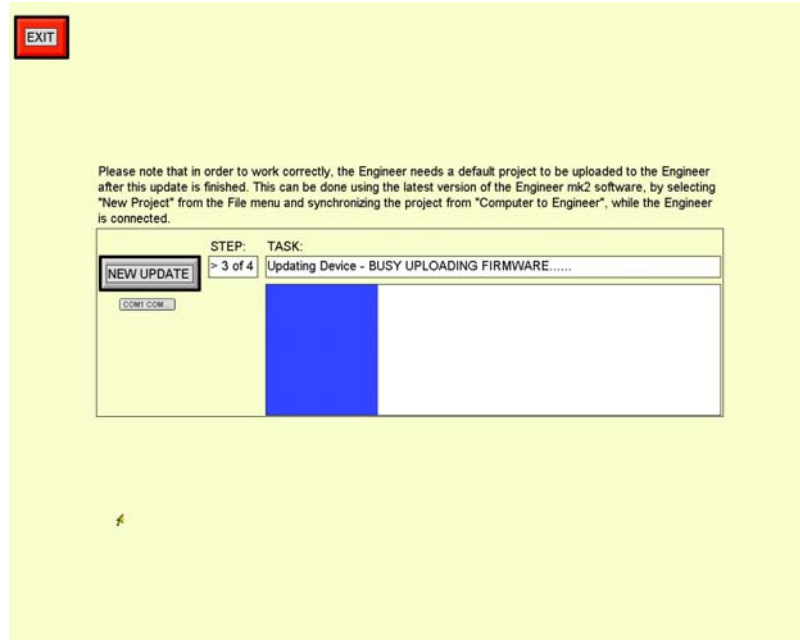 EXIT
Please note that in order to work correctly, the Engineer needs a default project to be uploaded to the Engineer
after this update is finished. This can be done using the latest version of the Engineer mk2 software, by selecting
"New Project" from the File menu and synchronizing the project from "Computer to Engineer", while the Engineer
is connected.
STEP: TASK:
NEW UPDATE > 3 of 4 Updating Device - BUSY UPLOADING FIRMWARE......
COM1 COM...